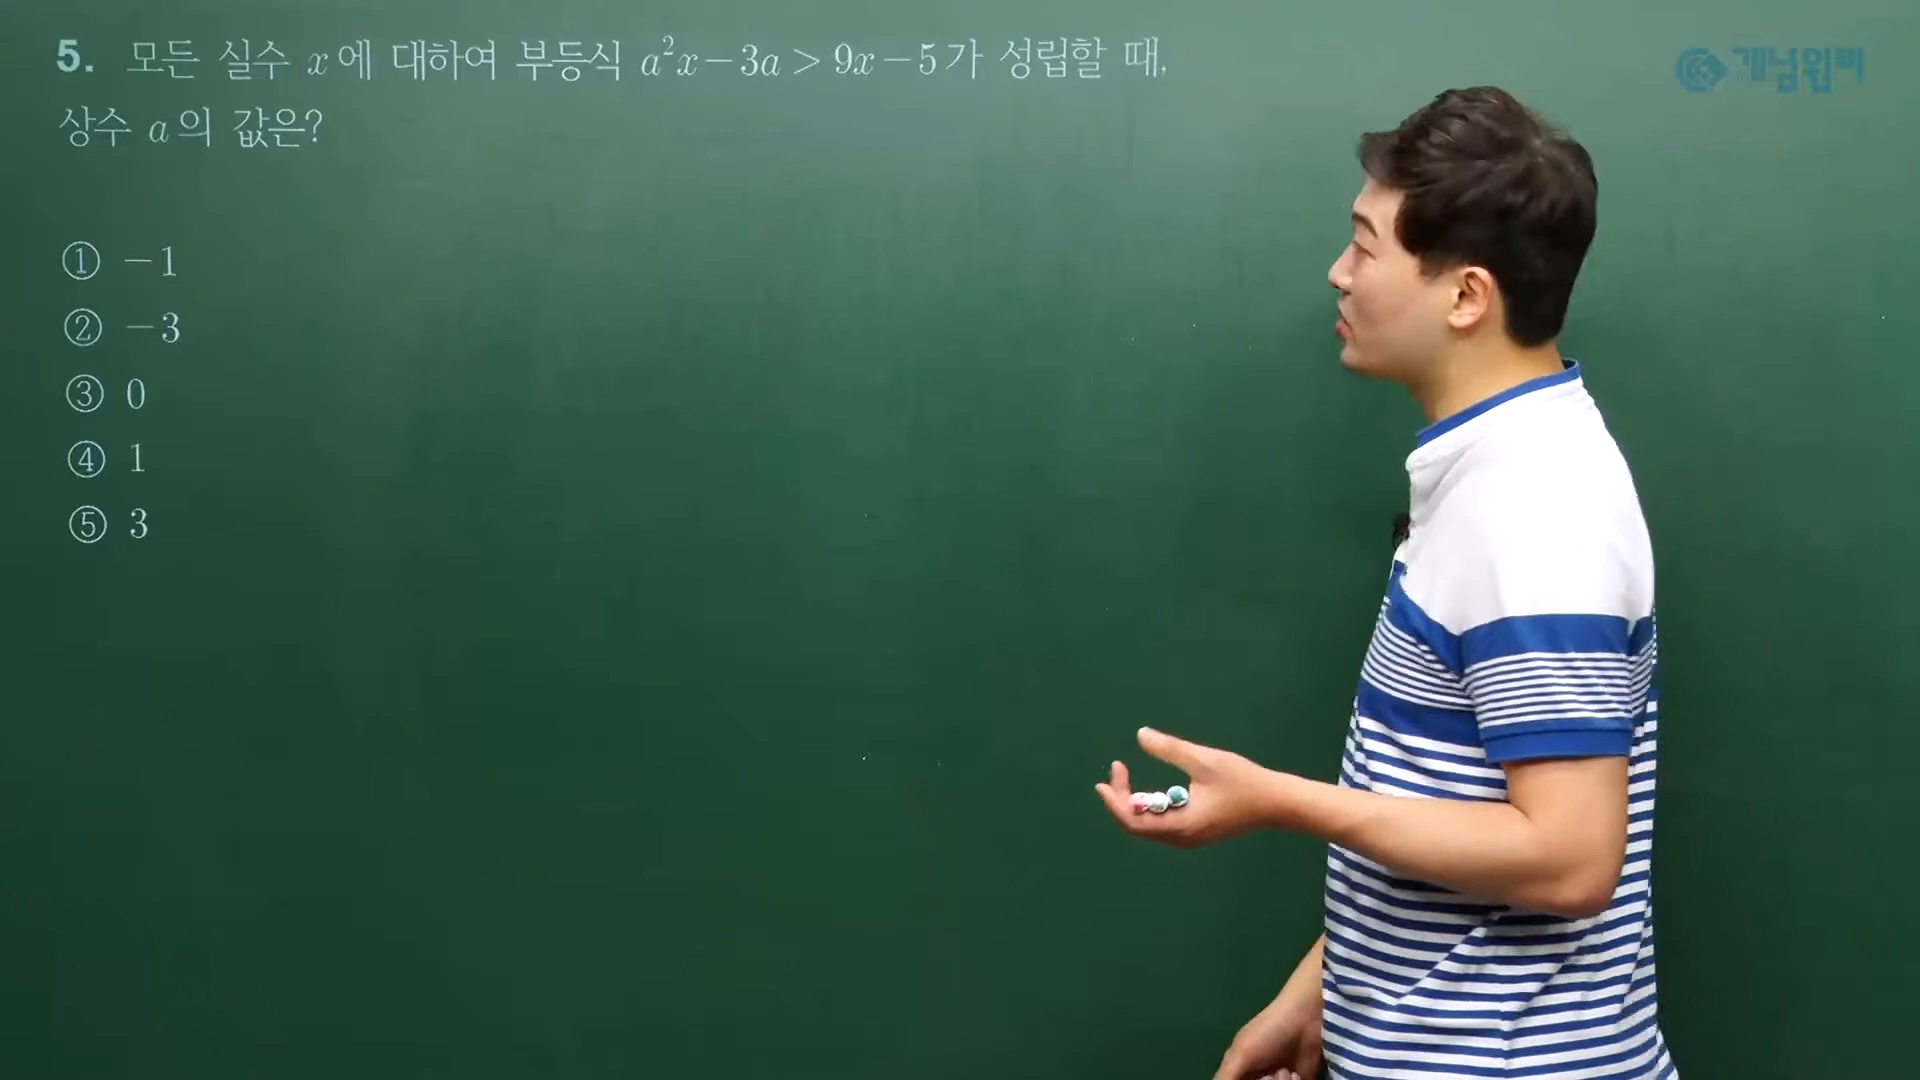 5. 모든 실수 x에 대하여 부등식 a²x-3a>9x-5가 성립할 때,
상수 a의 값은?
① -1
② -3
③ 0
④ 1
⑤ 3
개념원리